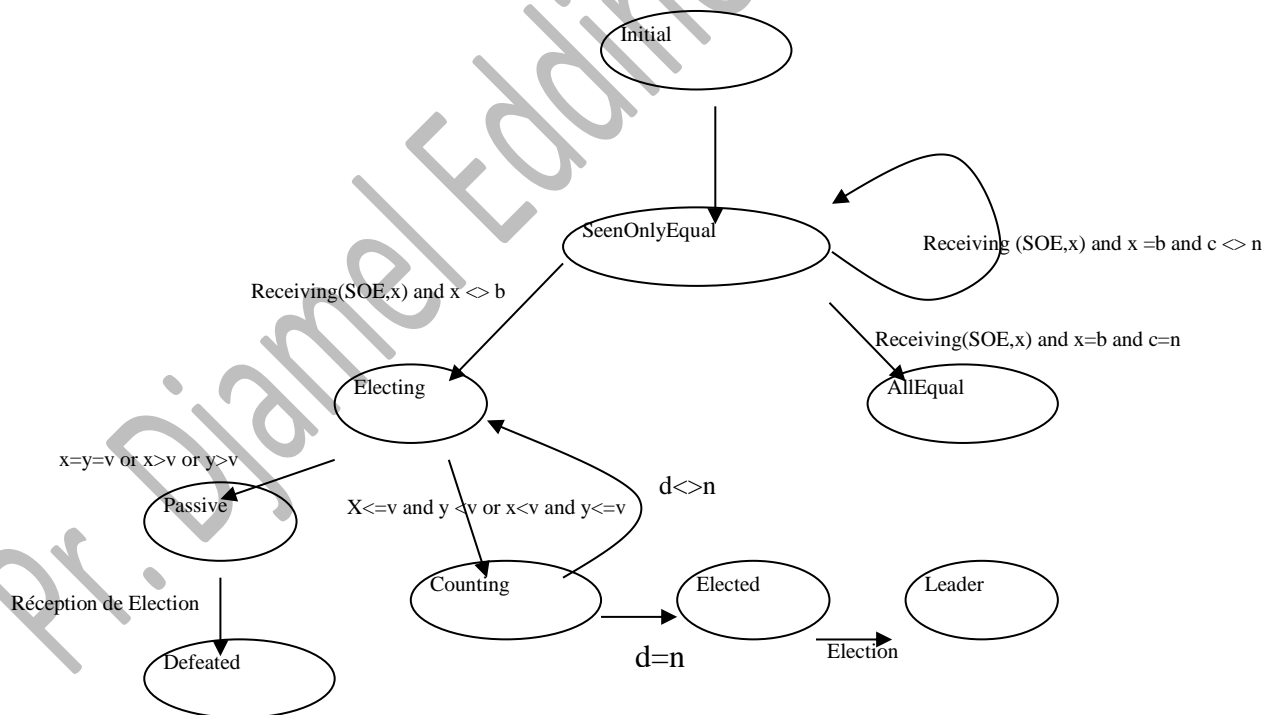 Initial
SeenOnlyEqual
Receiving (SOE,x) and x =b and c <> n
Receiving(SOE,x) and x <> b
Receiving(SOE,x) and x=b and c=n
Electing
AllEqual
x=y=v or x>v or y>v
d<>n
Passive
X<=v and y <v or x<v and y<=v
Counting
Elected
Leader
Réception de Election
Election
d=n
Defeated
Pr. Djamel Eddine